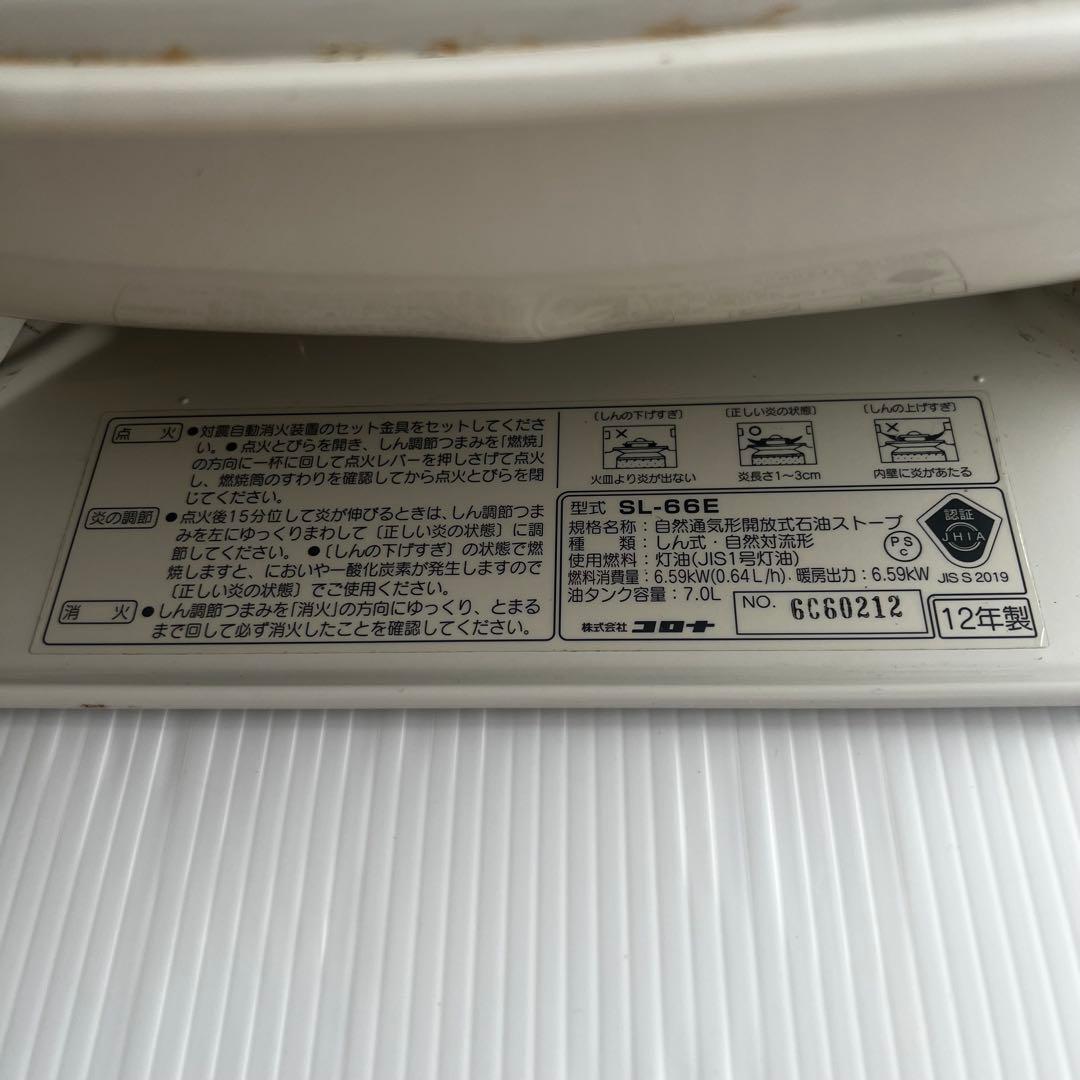 点 火
●対震自動消火装置のセット金具をセットしてくださ
い。●点火とびらを開き、しん調節つまみを「燃焼」
の方向に一杯に回して点火レバーを押しさげて点火
し、燃焼筒のすわりを確認してから点火とびらを閉
じてください。
炎の調節
●点火後15分位して炎が伸びるときは、しん調節つま
みを左にゆっくりまわして〔正しい炎の状態〕に調
節してください。●〔しんの下げすぎ〕の状態で燃
焼しますと、においや一酸化炭素が発生しますので
〔正しい炎の状態〕でご使用ください。
消 火
●しん調節つまみを「消火」の方向にゆっくり、とまる
まで回して必ず消火したことを確認してください。
〔しんの下げすぎ〕
火皿より炎が出ない
〔正しい炎の状態〕
炎長さ1~3cm
〔しんの上げすぎ〕
内壁に炎があたる
型式 SL-66E
規格名称:自然通気形開放式石油ストーブ
種 類:しん式・自然対流形
使用燃料:灯油(JIS1号灯油)
燃料消費量:6.59kW(0.64L/h)・暖房出力:6.59kW
油タンク容量:7.0L
株式会社 コロナ
NO. 6C60212
PS
C
認証
JHIA
JIS S 2019
12年製